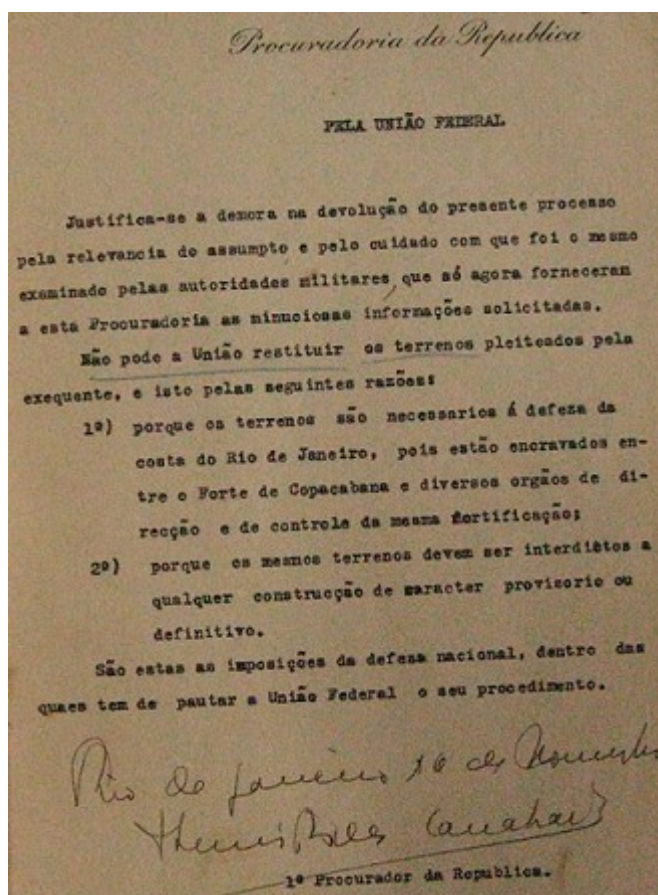 Procuradoria da Republica
PELA UNIÃO FEDERAL
Justifica-se a demora na devolução do presente processo
pela relevancia do assumpto e pelo cuidado com que foi o mesmo
examinado pelas autoridades militares, que só agora forneceram
a esta Procuradoria as minuciosas informações solicitadas.
Não pode a União restituir os terrenos pleiteados pela
exequente, e isto pelas seguintes razões:
1º) porque os terrenos são necessarios á defeza da
costa do Rio de Janeiro, pois estão encravados en-
tre o Forte de Copacabana e diversos orgãos de di-
recção e de controle da mesma fortificação;
2º) porque os mesmos terrenos devem ser interdictos a
qualquer construcção de caracter provisorio ou
definitivo.
São estas as imposições da defeza nacional, dentro das
quaes tem de pautar a União Federal o seu procedimento.
Rio de Janeiro 16 de
1º Procurador da Republica.